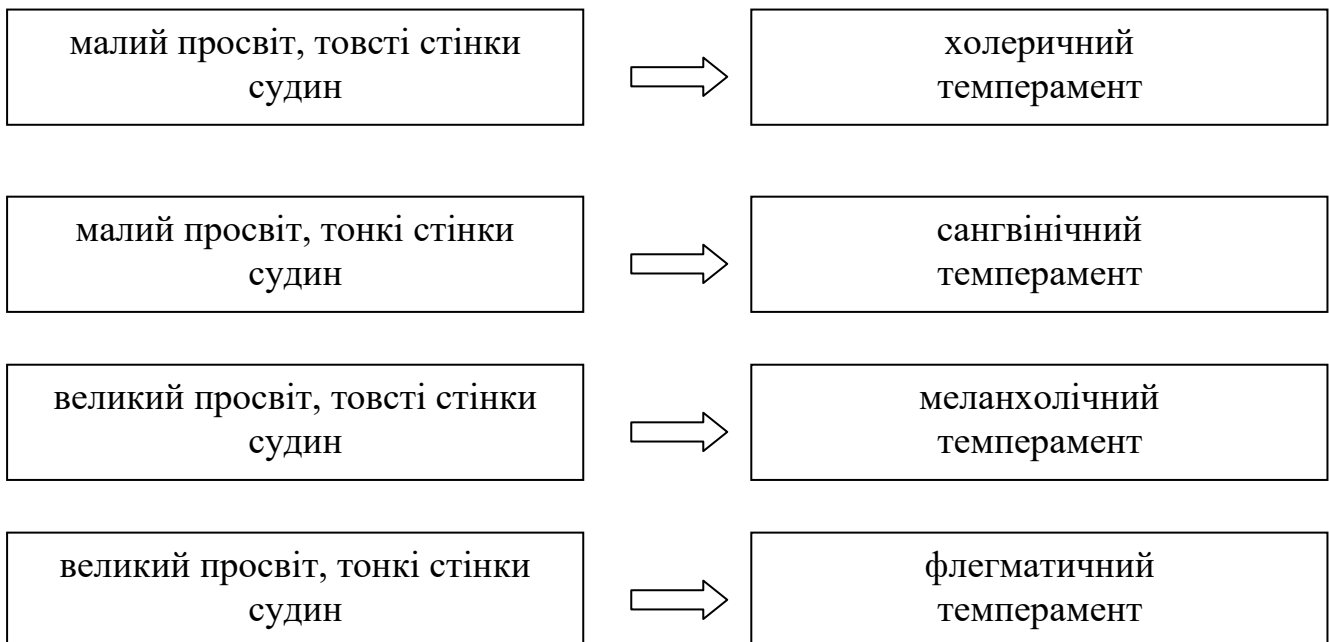 малий просвіт, товсті стінки
судин
холеричний
темперамент
малий просвіт, тонкі стінки
судин
сангвінічний
темперамент
великий просвіт, товсті стінки
судин
меланхолічний
темперамент
великий просвіт, тонкі стінки
судин
флегматичний
темперамент